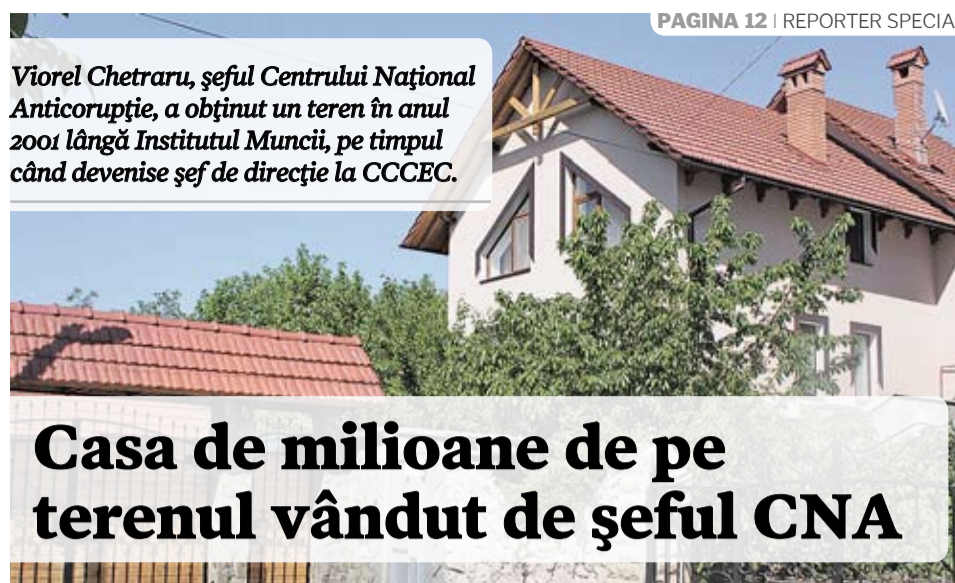 PAGINA 12 | REPORTER SPECIA
Viorel Chetraru, şeful Centrului Naţional
Anticorupţie, a obţinut un teren în anul
2001 lângă Institutul Muncii, pe timpul
când devenise şef de direcţie la CCCEC.
Casa de milioane de pe
terenul vândut de şeful CNA